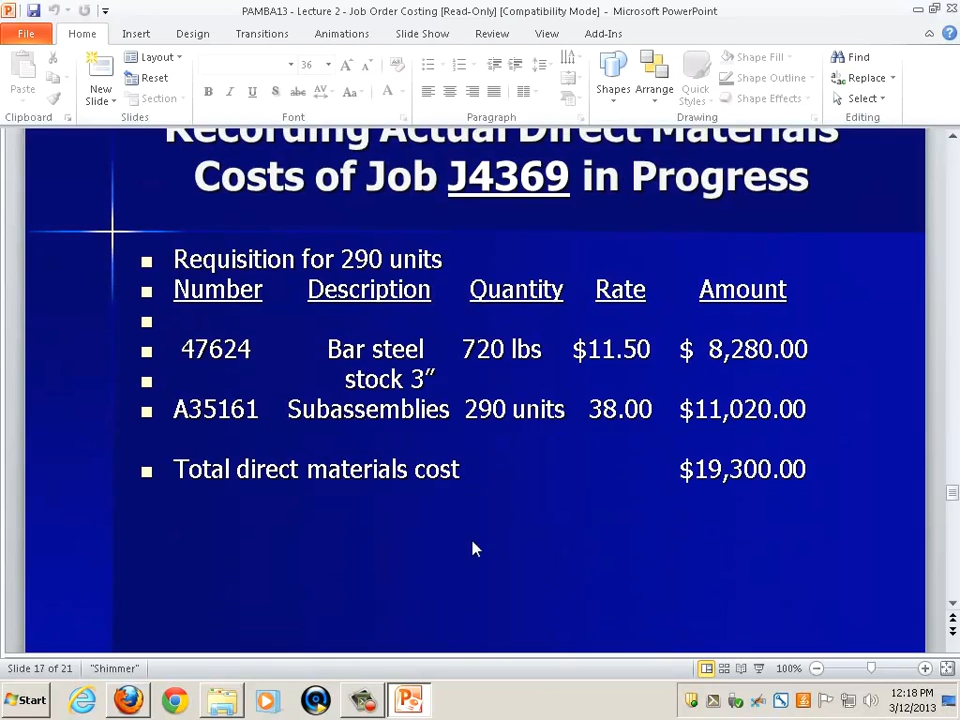 PAMBA13 - Lecture 2 - Job Order Costing [Read-Only] [Compatibility Mode] - Microsoft PowerPoint
File Home Insert Design Transitions Animations Slide Show Review View Add-Ins
Paste
Clipboard
New
Slide
Layout
Reset
Section
Slides
36
B I U S abc AV Aa A
Font
Paragraph
Shapes
Arrange
Quick
Styles
Shape Fill
Shape Outline
Shape Effects
Drawing
Find
Replace
Select
Editing
Recording Actual Direct Materials
Costs of Job J4369 in Progress
Requisition for 290 units
Number Description Quantity Rate Amount
47624 Bar steel 720 lbs $11.50 $ 8,280.00
stock 3”
A35161 Subassemblies 290 units 38.00 $11,020.00
Total direct materials cost $19,300.00
Slide 17 of 21 "Shimmer" 100%
Start
12:18 PM
3/12/2013